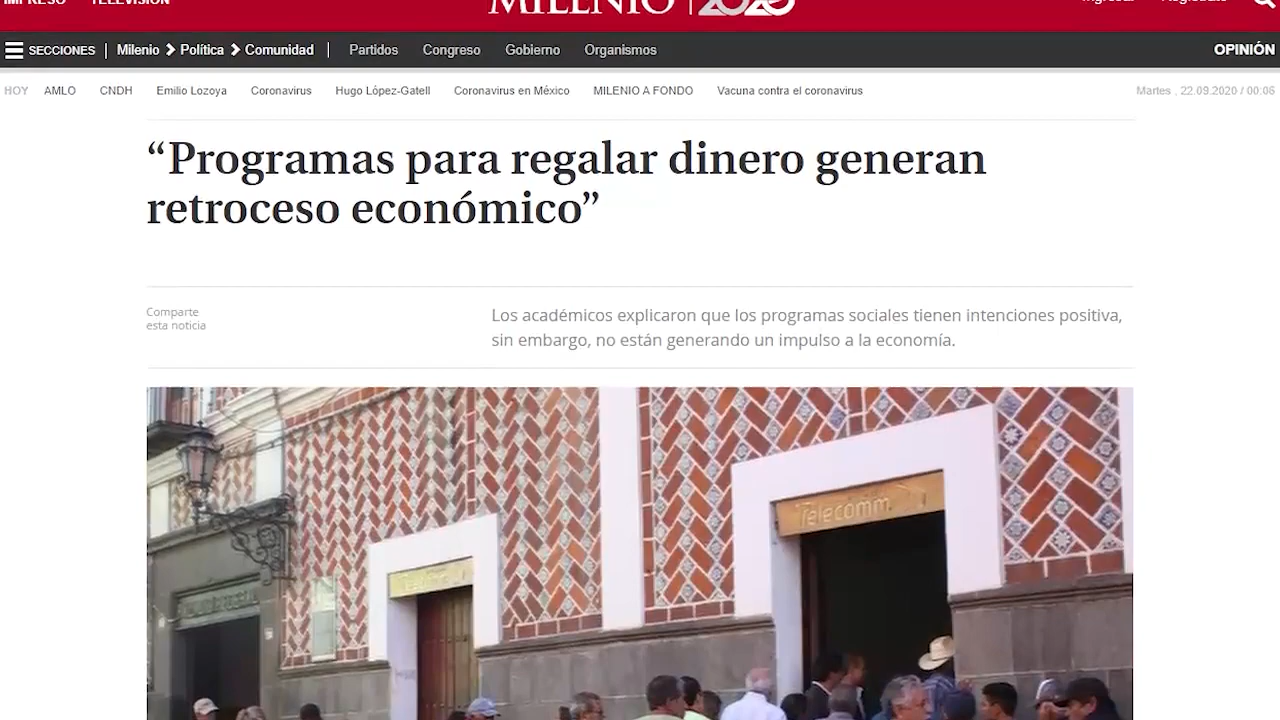 IMPRESO TELEVISIÓN
MILENIO | 2020
SECCIONES | Milenio > Política > Comunidad | Partidos Congreso Gobierno Organismos OPINIÓN
HOY AMLO CNDH Emilio Lozoya Coronavirus Hugo López-Gatell Coronavirus en México MILENIO A FONDO Vacuna contra el coronavirus Martes , 22.09.2020 / 00:06
“Programas para regalar dinero generan
retroceso económico”
Comparte
esta noticia
Los académicos explicaron que los programas sociales tienen intenciones positiva,
sin embargo, no están generando un impulso a la economía.
Telecomm